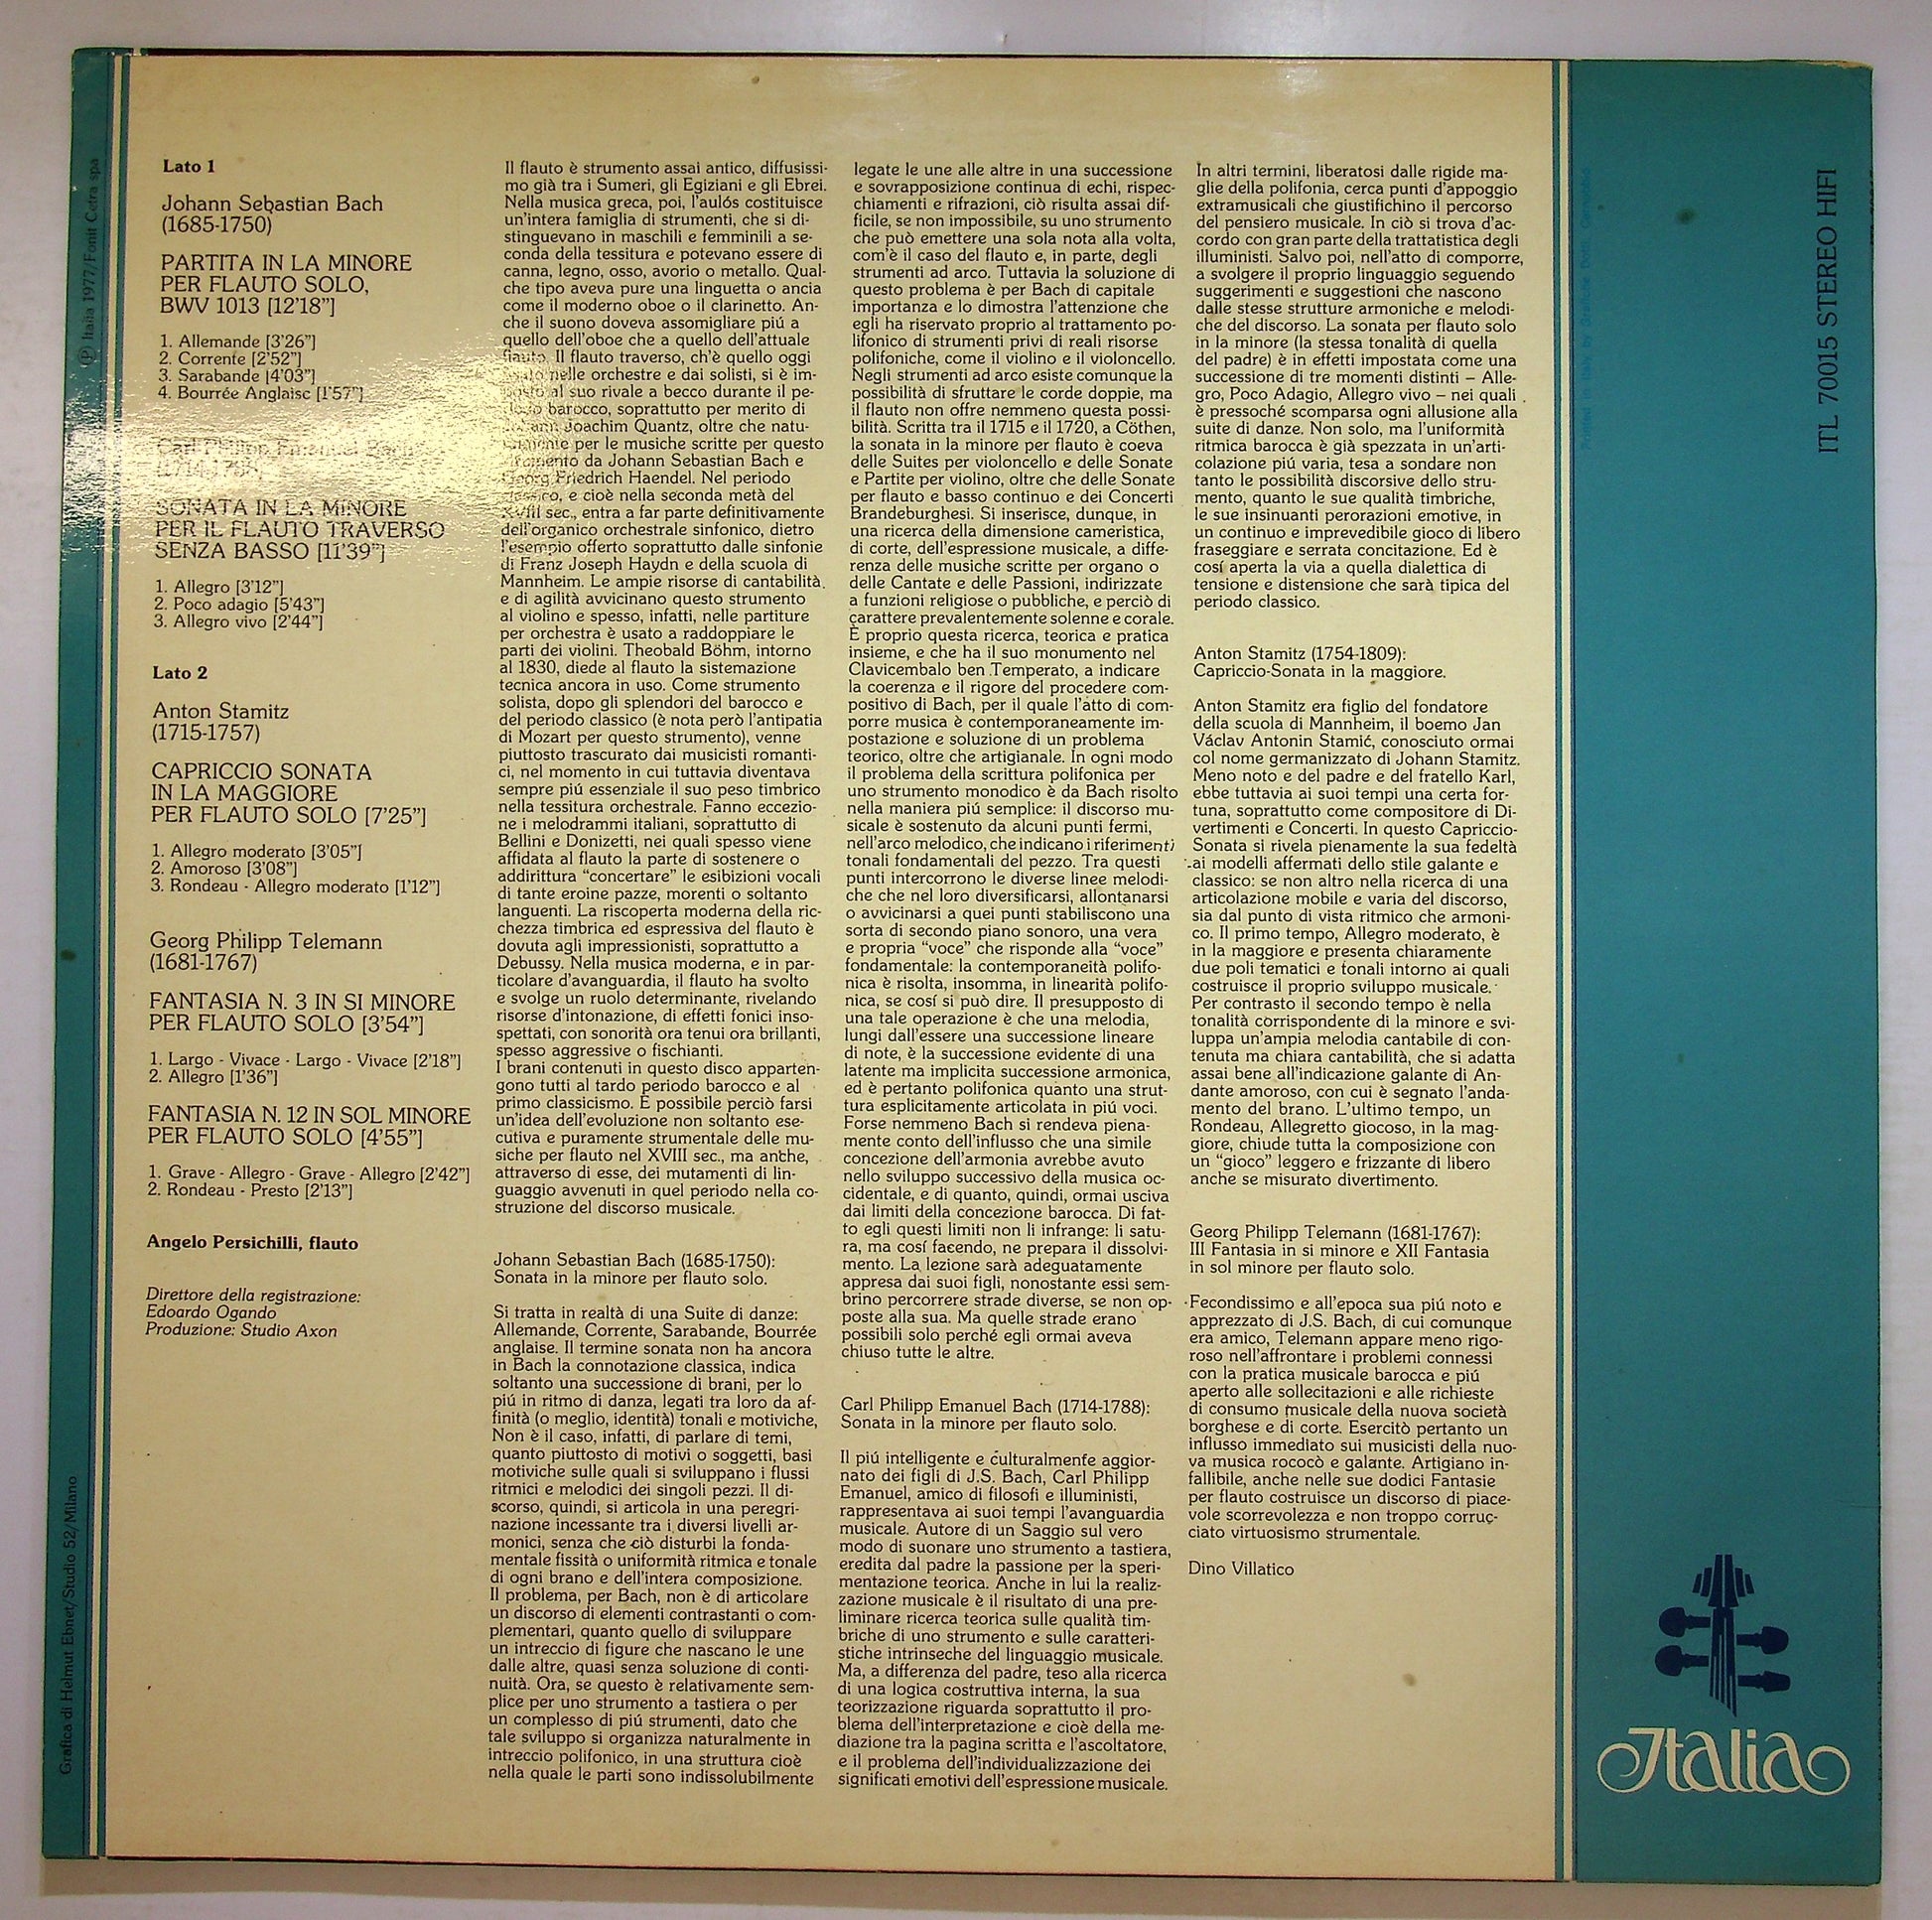 Lato 1
Johann Sebastian Bach
(1685-1750)
PARTITA IN LA MINORE
PER FLAUTO SOLO,
BWV 1013 [12'18"]
1. Allemande [3'26"]
2. Corrente [2'52"]
3. Sarabande [4'03"]
4. Bourrée Anglaise [1'57"]
Carl Philipp Emanuel Bach
(1714-1788)
SONATA IN LA MINORE
PER IL FLAUTO TRAVERSO
SENZA BASSO [11'39"]
1. Allegro [3'12"]
2. Poco adagio [5'43"]
3. Allegro vivo [2'44"]
Lato 2
Anton Stamitz
(1715-1757)
CAPRICCIO SONATA
IN LA MAGGIORE
PER FLAUTO SOLO [7'25"]
1. Allegro moderato [3'05"]
2. Amoroso [3'08"]
3. Rondeau - Allegro moderato [1'12"]
Georg Philipp Telemann
(1681-1767)
FANTASIA N. 3 IN SI MINORE
PER FLAUTO SOLO [3'54"]
1. Largo - Vivace - Largo - Vivace [2'18"]
2. Allegro [1'36"]
FANTASIA N. 12 IN SOL MINORE
PER FLAUTO SOLO [4'55"]
1. Grave - Allegro - Grave - Allegro [2'42"]
2. Rondeau - Presto [2'13"]
Angelo Persichilli, flauto
Direttore della registrazione:
Edoardo Ogando
Produzione: Studio Axon
Il flauto è strumento assai antico, diffusissi-
mo già tra i Sumeri, gli Egiziani e gli Ebrei.
Nella musica greca, poi, l'aulós costituisce
un'intera famiglia di strumenti, che si di-
stinguevano in maschili e femminili a se-
conda della tessitura e potevano essere di
canna, legno, osso, avorio o metallo. Qual-
che tipo aveva pure una linguetta o ancia
come il moderno oboe o il clarinetto. An-
che il suono doveva assomigliare piú a
quello dell'oboe che a quello dell'attuale
flauto. Il flauto traverso, ch'è quello oggi
usato nelle orchestre e dai solisti, si è im-
posto al suo rivale a becco durante il pe-
riodo barocco, soprattutto per merito di
Johann Joachim Quantz, oltre che natu-
ralmente per le musiche scritte per questo
strumento da Johann Sebastian Bach e
Georg Friedrich Haendel. Nel periodo
classico, e cioè nella seconda metà del
XVIII sec., entra a far parte definitivamente
dell'organico orchestrale sinfonico, dietro
l'esempio offerto soprattutto dalle sinfonie
di Franz Joseph Haydn e della scuola di
Mannheim. Le ampie risorse di cantabilità
e di agilità avvicinano questo strumento
al violino e spesso, infatti, nelle partiture
per orchestra è usato a raddoppiare le
parti dei violini. Theobald Böhm, intorno
al 1830, diede al flauto la sistemazione
tecnica ancora in uso. Come strumento
solista, dopo gli splendori del barocco e
del periodo classico (è nota però l'antipatia
di Mozart per questo strumento), venne
piuttosto trascurato dai musicisti romanti-
ci, nel momento in cui tuttavia diventava
sempre piú essenziale il suo peso timbrico
nella tessitura orchestrale. Fanno eccezio-
ne i melodrammi italiani, soprattutto di
Bellini e Donizetti, nei quali spesso viene
affidata al flauto la parte di sostenere o
addirittura "concertare" le esibizioni vocali
di tante eroine pazze, morenti o soltanto
languenti. La riscoperta moderna della ric-
chezza timbrica ed espressiva del flauto è
dovuta agli impressionisti, soprattutto a
Debussy. Nella musica moderna, e in par-
ticolare d'avanguardia, il flauto ha svolto
e svolge un ruolo determinante, rivelando
risorse d'intonazione, di effetti fonici inso-
spettati, con sonorità ora tenui ora brillanti,
spesso aggressive o fischianti.
I brani contenuti in questo disco apparten-
gono tutti al tardo periodo barocco e al
primo classicismo. È possibile perciò farsi
un'idea dell'evoluzione non soltanto ese-
cutiva e puramente strumentale delle mu-
siche per flauto nel XVIII sec., ma anche,
attraverso di esse, dei mutamenti di lin-
guaggio avvenuti in quel periodo nella co-
struzione del discorso musicale.
Johann Sebastian Bach (1685-1750):
Sonata in la minore per flauto solo.
Si tratta in realtà di una Suite di danze:
Allemande, Corrente, Sarabande, Bourrée
anglaise. Il termine sonata non ha ancora
in Bach la connotazione classica, indica
soltanto una successione di brani, per lo
piú in ritmo di danza, legati tra loro da af-
finità (o meglio, identità) tonali e motiviche,
Non è il caso, infatti, di parlare di temi,
quanto piuttosto di motivi o soggetti, basi
motiviche sulle quali si sviluppano i flussi
ritmici e melodici dei singoli pezzi. Il di-
scorso, quindi, si articola in una peregri-
nazione incessante tra i diversi livelli ar-
monici, senza che ciò disturbi la fonda-
mentale fissità o uniformità ritmica e tonale
di ogni brano e dell'intera composizione.
Il problema, per Bach, non è di articolare
un discorso di elementi contrastanti o com-
plementari, quanto quello di sviluppare
un intreccio di figure che nascano le une
dalle altre, quasi senza soluzione di conti-
nuità. Ora, se questo è relativamente sem-
plice per uno strumento a tastiera o per
un complesso di piú strumenti, dato che
tale sviluppo si organizza naturalmente in
intreccio polifonico, in una struttura cioè
nella quale le parti sono indissolubilmente
legate le une alle altre in una successione
e sovrapposizione continua di echi, rispec-
chiamenti e rifrazioni, ciò risulta assai dif-
ficile, se non impossibile, su uno strumento
che può emettere una sola nota alla volta,
com'è il caso del flauto e, in parte, degli
strumenti ad arco. Tuttavia la soluzione di
questo problema è per Bach di capitale
importanza e lo dimostra l'attenzione che
egli ha riservato proprio al trattamento po-
lifonico di strumenti privi di reali risorse
polifoniche, come il violino e il violoncello.
Negli strumenti ad arco esiste comunque la
possibilità di sfruttare le corde doppie, ma
il flauto non offre nemmeno questa possi-
bilità. Scritta tra il 1715 e il 1720, a Cöthen,
la sonata in la minore per flauto è coeva
delle Suites per violoncello e delle Sonate
e Partite per violino, oltre che delle Sonate
per flauto e basso continuo e dei Concerti
Brandeburghesi. Si inserisce, dunque, in
una ricerca della dimensione cameristica,
di corte, dell'espressione musicale, a diffe-
renza delle musiche scritte per organo o
delle Cantate e delle Passioni, indirizzate
a funzioni religiose o pubbliche, e perciò di
carattere prevalentemente solenne e corale.
È proprio questa ricerca, teorica e pratica
insieme, e che ha il suo monumento nel
Clavicembalo ben Temperato, a indicare
la coerenza e il rigore del procedere com-
positivo di Bach, per il quale l'atto di com-
porre musica è contemporaneamente im-
postazione e soluzione di un problema
teorico, oltre che artigianale. In ogni modo
il problema della scrittura polifonica per
uno strumento monodico è da Bach risolto
nella maniera piú semplice: il discorso mu-
sicale è sostenuto da alcuni punti fermi,
nell'arco melodico, che indicano i riferimenti
tonali fondamentali del pezzo. Tra questi
punti intercorrono le diverse linee melodi-
che che nel loro diversificarsi, allontanarsi
o avvicinarsi a quei punti stabiliscono una
sorta di secondo piano sonoro, una vera
e propria "voce" che risponde alla "voce"
fondamentale: la contemporaneità polifo-
nica è risolta, insomma, in linearità polifo-
nica, se cosí si può dire. Il presupposto di
una tale operazione è che una melodia,
lungi dall'essere una successione lineare
di note, è la successione evidente di una
latente ma implicita successione armonica,
ed è pertanto polifonica quanto una strut-
tura esplicitamente articolata in piú voci.
Forse nemmeno Bach si rendeva piena-
mente conto dell'influsso che una simile
concezione dell'armonia avrebbe avuto
nello sviluppo successivo della musica oc-
cidentale, e di quanto, quindi, ormai usciva
dai limiti della concezione barocca. Di fat-
to egli questi limiti non li infrange: li satu-
ra, ma cosí facendo, ne prepara il dissolvi-
mento. La lezione sarà adeguatamente
appresa dai suoi figli, nonostante essi sem-
brino percorrere strade diverse, se non op-
poste alla sua. Ma quelle strade erano
possibili solo perché egli ormai aveva
chiuso tutte le altre.
Carl Philipp Emanuel Bach (1714-1788):
Sonata in la minore per flauto solo.
Il piú intelligente e culturalmente aggior-
nato dei figli di J.S. Bach, Carl Philipp
Emanuel, amico di filosofi e illuministi,
rappresentava ai suoi tempi l'avanguardia
musicale. Autore di un Saggio sul vero
modo di suonare uno strumento a tastiera,
eredita dal padre la passione per la speri-
mentazione teorica. Anche in lui la realiz-
zazione musicale è il risultato di una pre-
liminare ricerca teorica sulle qualità tim-
briche di uno strumento e sulle caratteri-
stiche intrinseche del linguaggio musicale.
Ma, a differenza del padre, teso alla ricerca
di una logica costruttiva interna, la sua
teorizzazione riguarda soprattutto il pro-
blema dell'interpretazione e cioè della me-
diazione tra la pagina scritta e l'ascoltatore,
e il problema dell'individualizzazione dei
significati emotivi dell'espressione musicale.
In altri termini, liberatosi dalle rigide ma-
glie della polifonia, cerca punti d'appoggio
extramusicali che giustifichino il percorso
del pensiero musicale. In ciò si trova d'ac-
cordo con gran parte della trattatistica degli
illuministi. Salvo poi, nell'atto di comporre,
a svolgere il proprio linguaggio seguendo
suggerimenti e suggestioni che nascono
dalle stesse strutture armoniche e melodi-
che del discorso. La sonata per flauto solo
in la minore (la stessa tonalità di quella
del padre) è in effetti impostata come una
successione di tre momenti distinti – Alle-
gro, Poco Adagio, Allegro vivo – nei quali
è pressoché scomparsa ogni allusione alla
suite di danze. Non solo, ma l'uniformità
ritmica barocca è già spezzata in un'arti-
colazione piú varia, tesa a sondare non
tanto le possibilità discorsive dello stru-
mento, quanto le sue qualità timbriche,
le sue insinuanti perorazioni emotive, in
un continuo e imprevedibile gioco di libero
fraseggiare e serrata concitazione. Ed è
cosí aperta la via a quella dialettica di
tensione e distensione che sarà tipica del
periodo classico.
Anton Stamitz (1754-1809):
Capriccio-Sonata in la maggiore.
Anton Stamitz era figlio del fondatore
della scuola di Mannheim, il boemo Jan
Václav Antonin Stamić, conosciuto ormai
col nome germanizzato di Johann Stamitz.
Meno noto e del padre e del fratello Karl,
ebbe tuttavia ai suoi tempi una certa for-
tuna, soprattutto come compositore di Di-
vertimenti e Concerti. In questo Capriccio-
Sonata si rivela pienamente la sua fedeltà
ai modelli affermati dello stile galante e
classico: se non altro nella ricerca di una
articolazione mobile e varia del discorso,
sia dal punto di vista ritmico che armoni-
co. Il primo tempo, Allegro moderato, è
in la maggiore e presenta chiaramente
due poli tematici e tonali intorno ai quali
costruisce il proprio sviluppo musicale.
Per contrasto il secondo tempo è nella
tonalità corrispondente di la minore e svi-
luppa un'ampia melodia cantabile di con-
tenuta ma chiara cantabilità, che si adatta
assai bene all'indicazione galante di An-
dante amoroso, con cui è segnato l'anda-
mento del brano. L'ultimo tempo, un
Rondeau, Allegretto giocoso, in la mag-
giore, chiude tutta la composizione con
un "gioco" leggero e frizzante di libero
anche se misurato divertimento.
Georg Philipp Telemann (1681-1767):
III Fantasia in si minore e XII Fantasia
in sol minore per flauto solo.
Fecondissimo e all'epoca sua piú noto e
apprezzato di J.S. Bach, di cui comunque
era amico, Telemann appare meno rigo-
roso nell'affrontare i problemi connessi
con la pratica musicale barocca e piú
aperto alle sollecitazioni e alle richieste
di consumo musicale della nuova società
borghese e di corte. Esercitò pertanto un
influsso immediato sui musicisti della nuo-
va musica rococò e galante. Artigiano in-
fallibile, anche nelle sue dodici Fantasie
per flauto costruisce un discorso di piace-
vole scorrevolezza e non troppo corruc-
ciato virtuosismo strumentale.
Dino Villatico
ITL 70015 STEREO HIFI
Italia
Ⓟ Italia 1977/Fonit Cetra spa
Grafica di Helmut Ebnet/Studio 52/Milano
Printed in Italy by